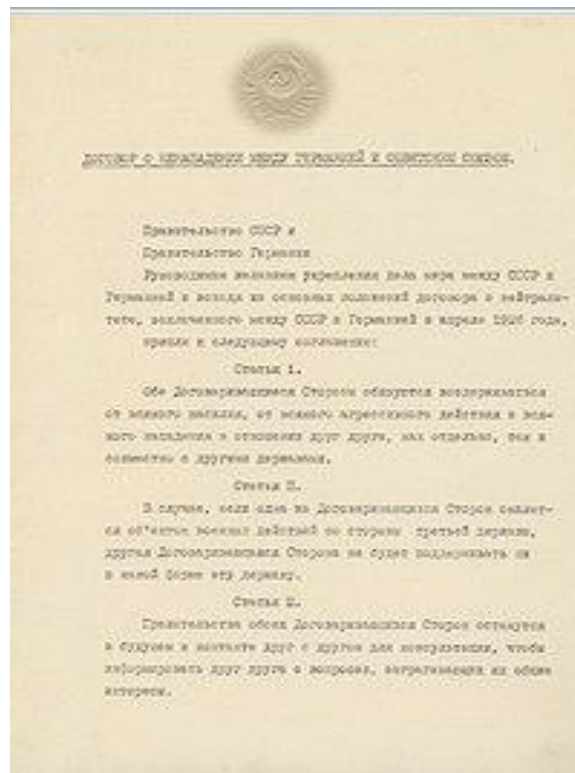 ДОГОВОР О НЕНАПАДЕНИИ МЕЖДУ ГЕРМАНИЕЙ И СОВЕТСКИМ СОЮЗОМ.
Правительство СССР и
Правительство Германии
Руководимые желанием укрепления дела мира между СССР и
Германией и исходя из основных положений договора о нейтрали-
тете, заключенного между СССР и Германией в апреле 1926 года,
пришли к следующему соглашению:
Статья I.
Обе Договаривающиеся Стороны обязуются воздерживаться
от всякого насилия, от всякого агрессивного действия и вся-
кого нападения в отношении друг друга, как отдельно, так и
совместно с другими державами.
Статья II.
В случае, если одна из Договаривающихся Сторон окажет-
ся об'ектом военных действий со стороны третьей державы,
другая Договаривающаяся Сторона не будет поддерживать ни
в какой форме эту державу.
Статья
Правительства обеих Договаривающихся Сторон останутся
в будущем в контакте друг с другом для консультации, чтобы
информировать друг друга о вопросах, затрагивающих их общие
интересы.